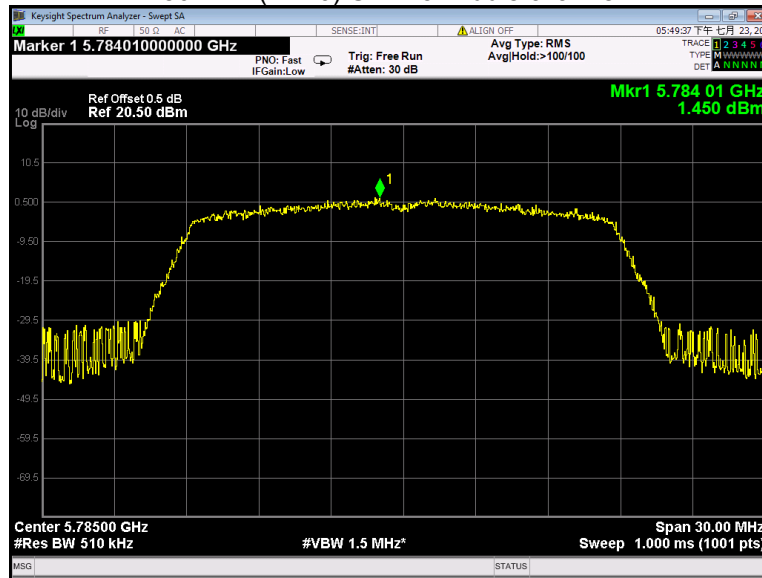 Keysight Spectrum Analyzer - Swept SA
RF 50 Ω AC SENSE:INT ALIGN OFF 05:49:37 下午 七月 23, 20
Marker 1 5.784010000000 GHz
PNO: Fast
IFGain:Low
Trig: Free Run
#Atten: 30 dB
Avg Type: RMS
Avg|Hold:>100/100
TRACE 1 2 3 4 5
TYPE M
DET A N N N N
Ref Offset 0.5 dB
Ref 20.50 dBm
10 dB/div
Log
Mkr1 5.784 01 GHz
1.450 dBm
10.5
0.500
-9.50
-19.5
-29.5
-39.5
-49.5
-59.5
-69.5
1
Center 5.78500 GHz
Span 30.00 MHz
#Res BW 510 kHz
#VBW 1.5 MHz*
Sweep 1.000 ms (1001 pts)
MSG
STATUS